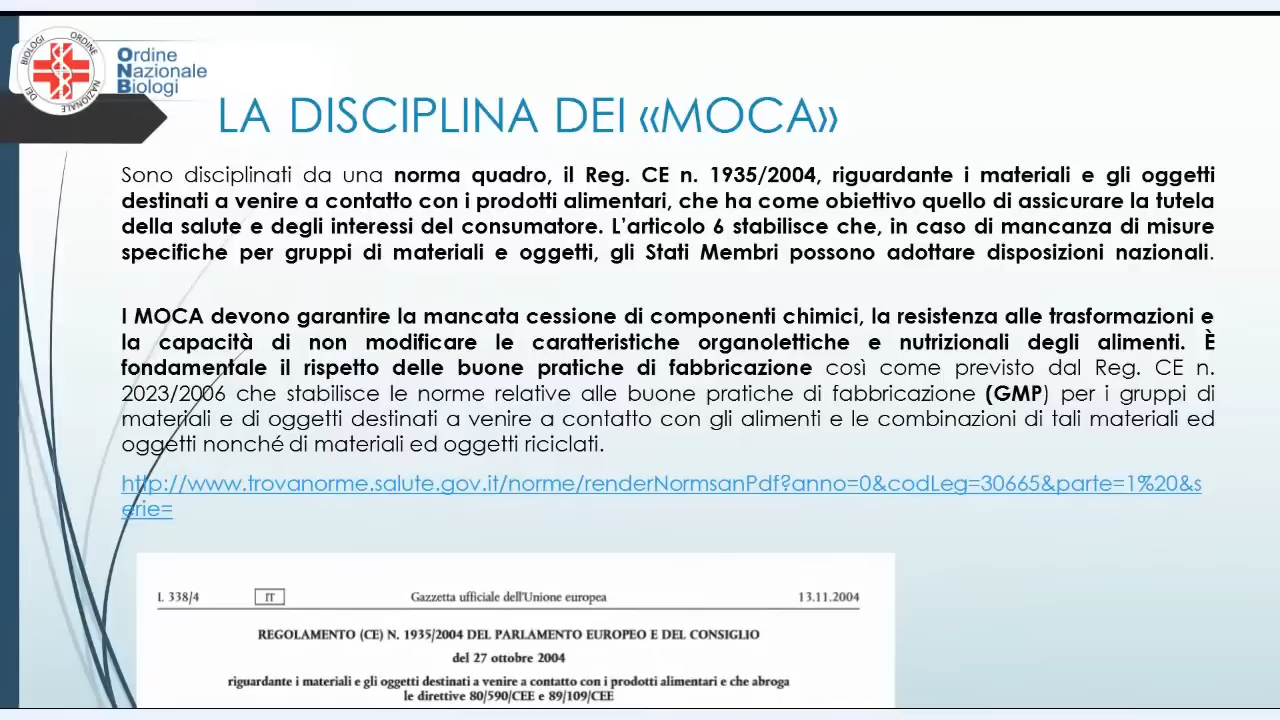 BIOLOGI ORDINE NAZIONALE DEI
Ordine
Nazionale
Biologi
LA DISCIPLINA DEI «MOCA»
Sono disciplinati da una norma quadro, il Reg. CE n. 1935/2004, riguardante i materiali e gli oggetti
destinati a venire a contatto con i prodotti alimentari, che ha come obiettivo quello di assicurare la tutela
della salute e degli interessi del consumatore. L’articolo 6 stabilisce che, in caso di mancanza di misure
specifiche per gruppi di materiali e oggetti, gli Stati Membri possono adottare disposizioni nazionali.
I MOCA devono garantire la mancata cessione di componenti chimici, la resistenza alle trasformazioni e
la capacità di non modificare le caratteristiche organolettiche e nutrizionali degli alimenti. È
fondamentale il rispetto delle buone pratiche di fabbricazione così come previsto dal Reg. CE n.
2023/2006 che stabilisce le norme relative alle buone pratiche di fabbricazione (GMP) per i gruppi di
materiali e di oggetti destinati a venire a contatto con gli alimenti e le combinazioni di tali materiali ed
oggetti nonché di materiali ed oggetti riciclati.
http://www.trovanorme.salute.gov.it/norme/renderNormsanPdf?anno=0&codLeg=30665&parte=1%20&s
erie=
L 338/4 IT Gazzetta ufficiale dell'Unione europea 13.11.2004
REGOLAMENTO (CE) N. 1935/2004 DEL PARLAMENTO EUROPEO E DEL CONSIGLIO
del 27 ottobre 2004
riguardante i materiali e gli oggetti destinati a venire a contatto con i prodotti alimentari e che abroga
le direttive 80/590/CEE e 89/109/CEE